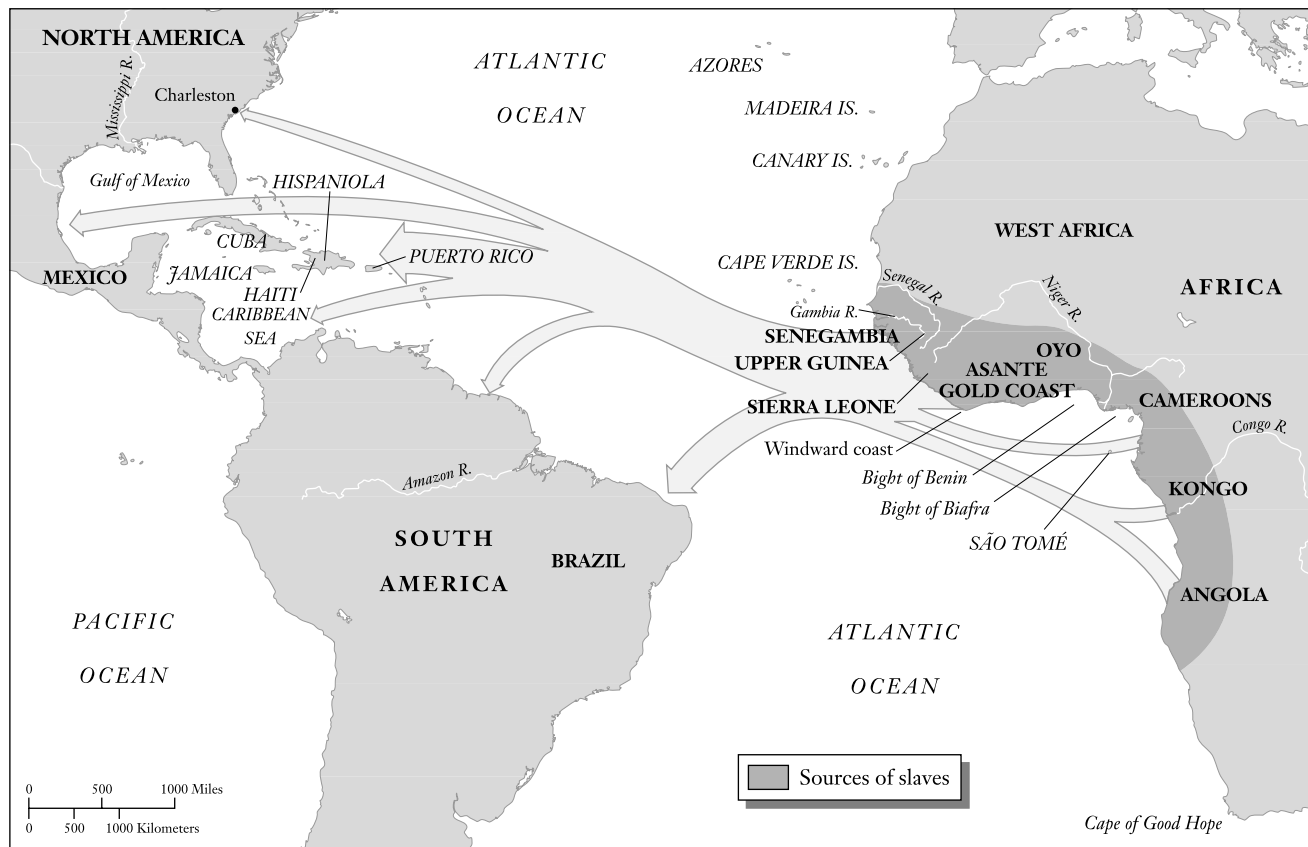 NORTH AMERICA
Mississippi R.
Charleston
Gulf of Mexico
ATLANTIC
OCEAN
AZORES
MADEIRA IS.
CANARY IS.
HISPANIOLA
CUBA
PUERTO RICO
MEXICO
JAMAICA
HAITI
CARIBBEAN
SEA
CAPE VERDE IS.
WEST AFRICA
AFRICA
Senegal R.
Niger R.
Gambia R.
SENEGAMBIA
UPPER GUINEA
OYO
ASANTE
GOLD COAST
SIERRA LEONE
CAMEROONS
Congo R.
Windward coast
Bight of Benin
Bight of Biafra
KONGO
SÃO TOMÉ
ANGOLA
Amazon R.
SOUTH
AMERICA
BRAZIL
PACIFIC
OCEAN
ATLANTIC
OCEAN
Sources of slaves
0 500 1000 Miles
0 500 1000 Kilometers
Cape of Good Hope